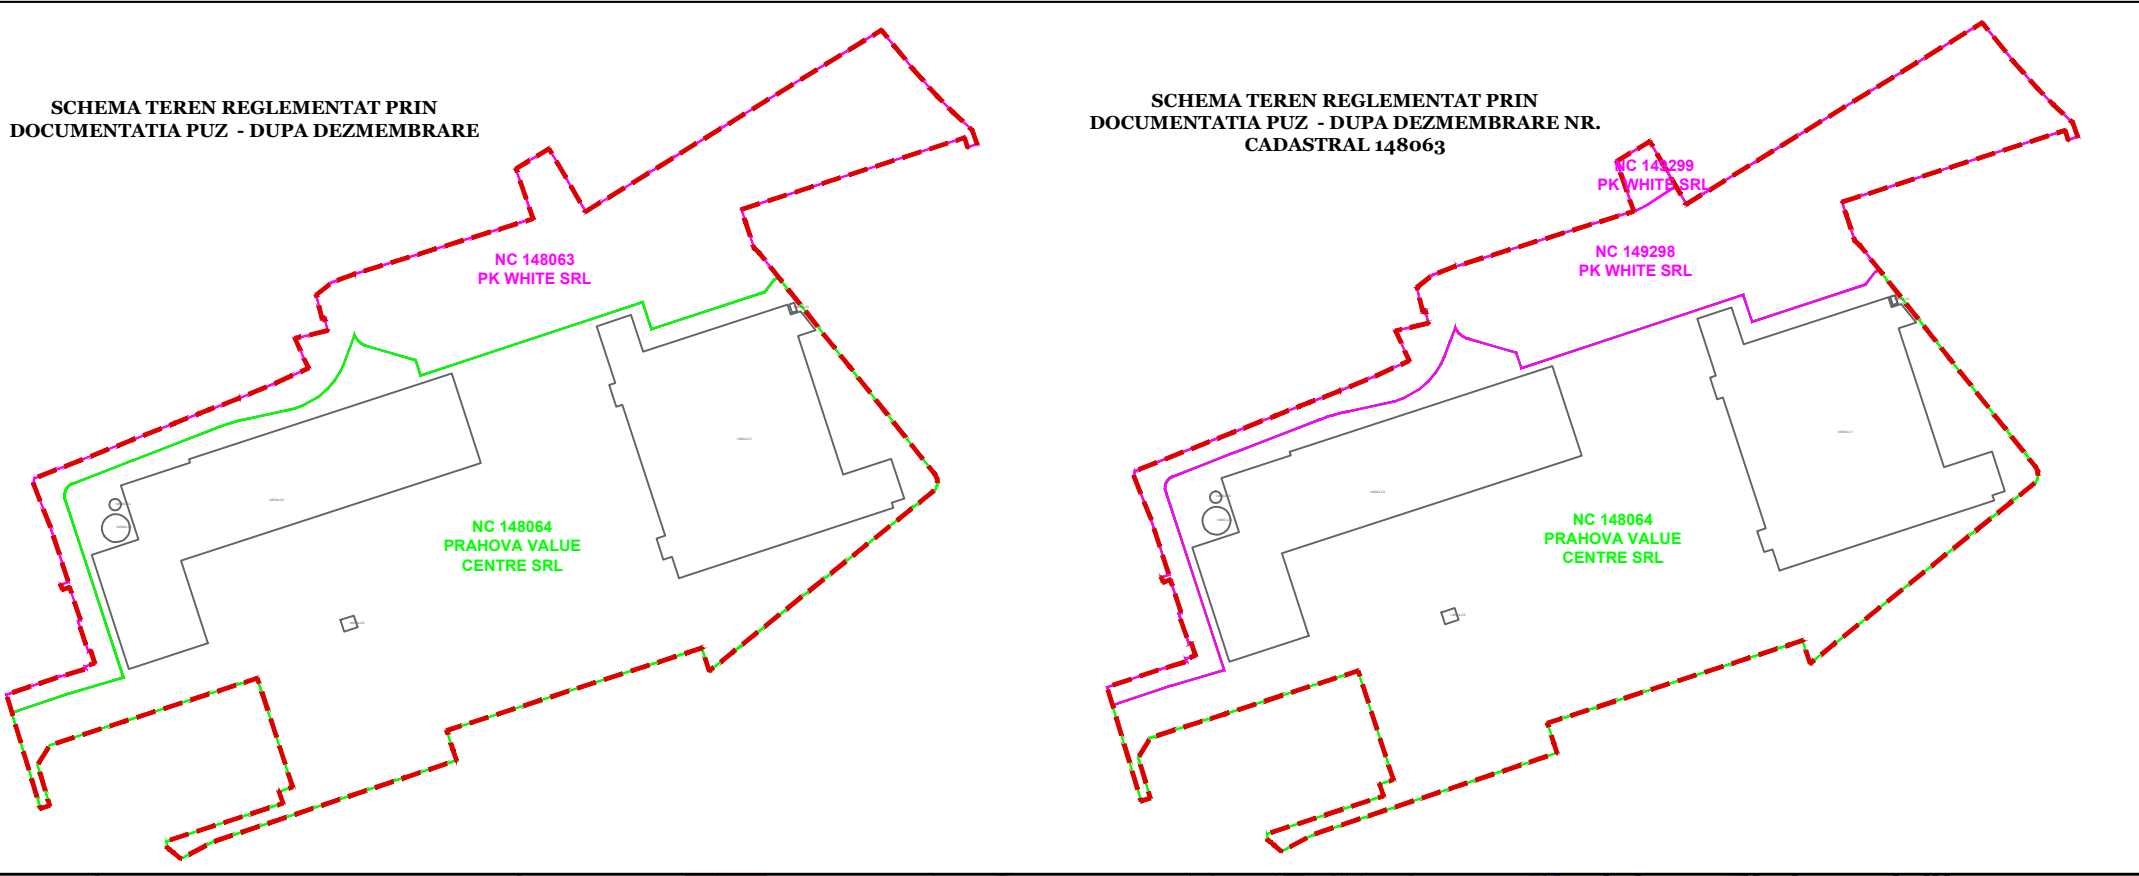 SCHEMA TEREN REGLEMENTAT PRIN
DOCUMENTATIA PUZ - DUPA DEZMEMBRARE
NC 148063
PK WHITE SRL
NC 148064
PRAHOVA VALUE
CENTRE SRL
SCHEMA TEREN REGLEMENTAT PRIN
DOCUMENTATIA PUZ - DUPA DEZMEMBRARE NR.
CADASTRAL 148063
NC 149299
PK WHITE SRL
NC 149298
PK WHITE SRL
NC 148064
PRAHOVA VALUE
CENTRE SRL